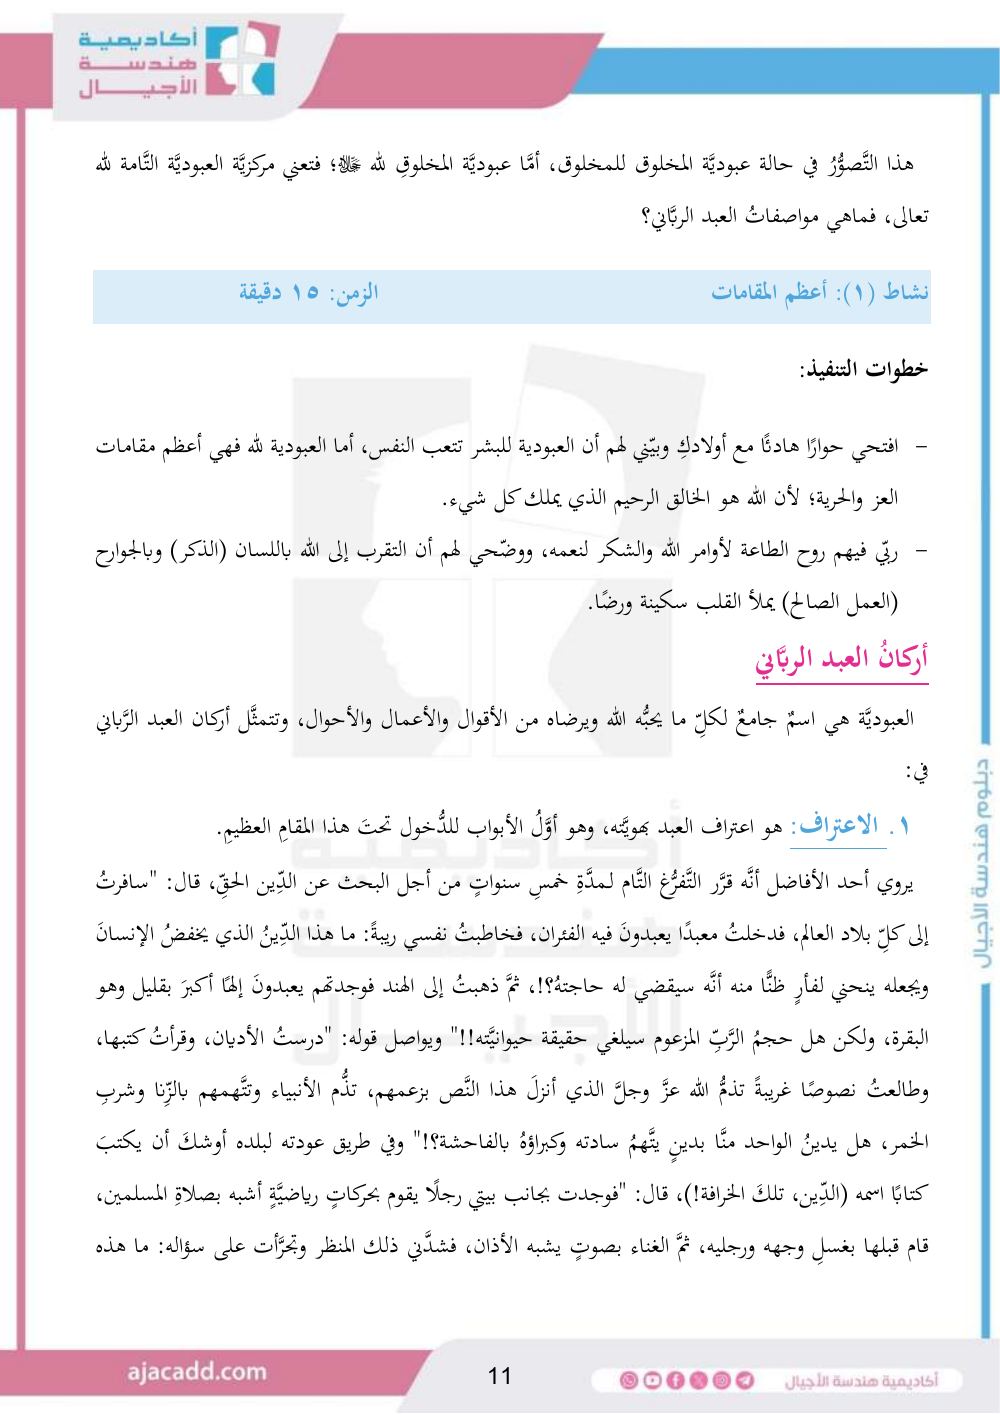 أكاديمية
هندسة
الأجيال
هذا التَّصوُّرُ في حالة عبوديَّة المخلوق للمخلوق، أمَّا عبوديَّة المخلوقِ لله ﷻ؛ فتعني مركزيَّة العبوديَّة التَّامة لله
تعالى، فماهي مواصفاتُ العبد الربَّاني؟
نشاط (١): أعظم المقامات الزمن: ١٥ دقيقة
خطوات التنفيذ:
- افتحي حوارًا هادئًا مع أولادكِ وبيّني لهم أن العبودية للبشر تتعب النفس، أما العبودية لله فهي أعظم مقامات
العز والحرية؛ لأن الله هو الخالق الرحيم الذي يملك كل شيء.
- ربّي فيهم روح الطاعة لأوامر الله والشكر لنعمه، ووضّحي لهم أن التقرب إلى الله باللسان (الذكر) وبالجوارح
(العمل الصالح) يملأ القلب سكينة ورضًا.
أركانُ العبد الربَّاني
العبوديَّة هي اسمٌ جامعٌ لكلِّ ما يحبُّه الله ويرضاه من الأقوال والأعمال والأحوال، وتتمثَّل أركان العبد الرَّباني
في:
١. الاعتراف: هو اعتراف العبد بهويَّته، وهو أوَّلُ الأبواب للدُّخول تحتَ هذا المقامِ العظيمِ.
يروي أحد الأفاضل أنَّه قرَّر التَّفرُّغ التَّام لـمدَّةِ خمسِ سنواتٍ من أجل البحث عن الدِّين الحقِّ، قال: "سافرتُ
إلى كلِّ بلاد العالم، فدخلتُ معبدًا يعبدونَ فيه الفئران، فخاطبتُ نفسي ريبةً: ما هذا الدِّينُ الذي يخفضُ الإنسانَ
ويجعله ينحني لفأرٍ ظنًّا منه أنَّه سيقضي له حاجتهُ؟!، ثمَّ ذهبتُ إلى الهند فوجدتهم يعبدونَ إلهًا أكبرَ بقليل وهو
البقرة، ولكن هل حجمُ الرَّبِّ المزعوم سيلغي حقيقة حيوانيَّته!!" ويواصل قوله: "درستُ الأديان، وقرأتُ كتبها،
وطالعتُ نصوصًا غريبةً تذمُّ الله عزَّ وجلَّ الذي أنزلَ هذا النَّص بزعمهم، تذُّم الأنبياء وتتَّهمهم بالزِّنا وشربِ
الخمر، هل يدينُ الواحد منَّا بدينٍ يتَّهمُ سادته وكبراؤهُ بالفاحشة؟!" وفي طريق عودته لبلده أوشكَ أن يكتبَ
كتابًا اسمه (الدِّين، تلكَ الخرافة!)، قال: "فوجدت بجانب بيتي رجلًا يقوم بحركاتٍ رياضيَّةٍ أشبه بصلاةِ المسلمين،
قام قبلها بغسلِ وجهه ورجليه، ثمَّ الغناء بصوتٍ يشبه الأذان، فشدَّني ذلك المنظر وتجرَّأت على سؤاله: ما هذه
دبلوم هندسة الأجيال
أكاديمية
هندسة
الأجيال
ajacadd.com
11
أكاديمية هندسة الأجيال